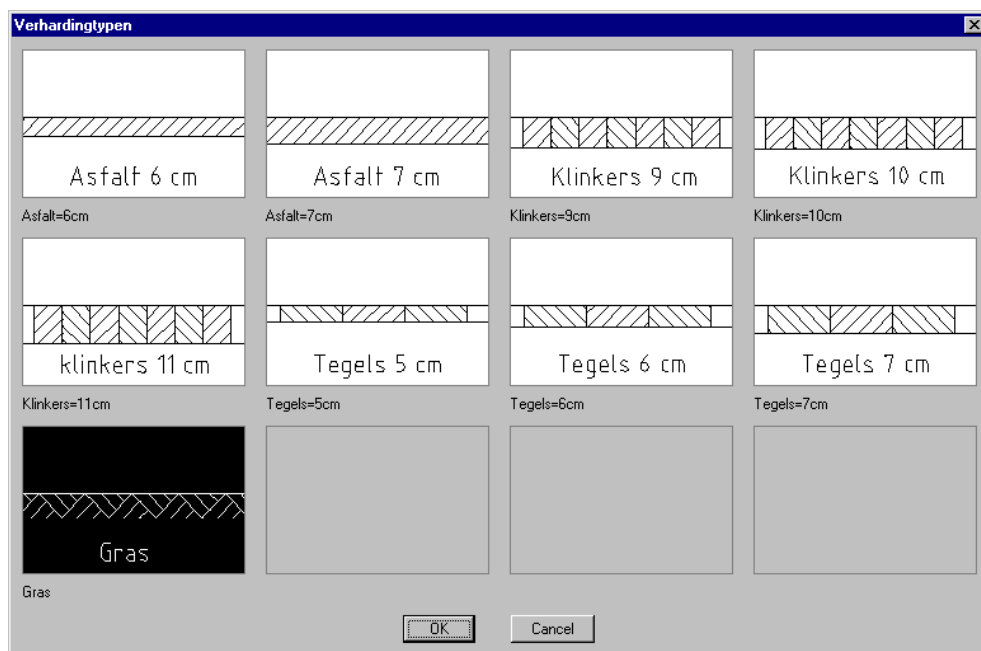 Verhardingtypen
Asfalt 6 cm
Asfalt 7 cm
Klinkers 9 cm
Klinkers 10 cm
Asfalt=6cm
Asfalt=7cm
Klinkers=9cm
Klinkers=10cm
klinkers 11 cm
Tegels 5 cm
Tegels 6 cm
Tegels 7 cm
Klinkers=11cm
Tegels=5cm
Tegels=6cm
Tegels=7cm
Gras
Gras
OK
Cancel